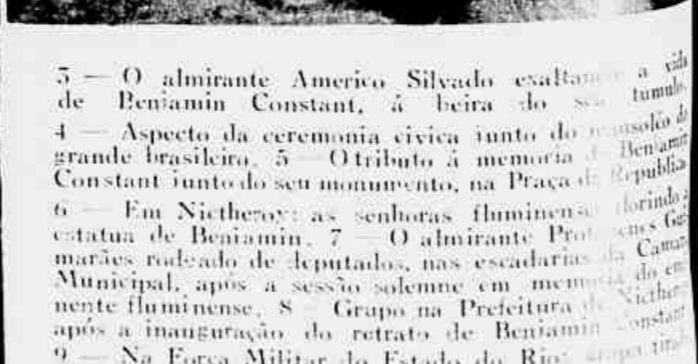 3 — O almirante Americo Silvado exaltando a vida
de Benjamin Constant, á beira do seu tumulo.
4 — Aspecto da ceremonia civica junto do mausoléo do
grande brasileiro. 5 — O tributo á memoria de Benjamin
Constant junto do seu monumento, na Praça da Republica
6 — Em Nictheroy: as senhoras fluminenses florindo a
estatua de Benjamin. 7 — O almirante Protogenes Gui
marães rodeado de deputados, nas escadarias da Camara
Municipal, após a sessão solemne em memoria do emi
nente fluminense. 8 — Grupo na Prefeitura de Nictheroy
após a inauguração do retrato de Benjamin Constant
9 — Na Força Militar do Estado do Rio: grupo tirado